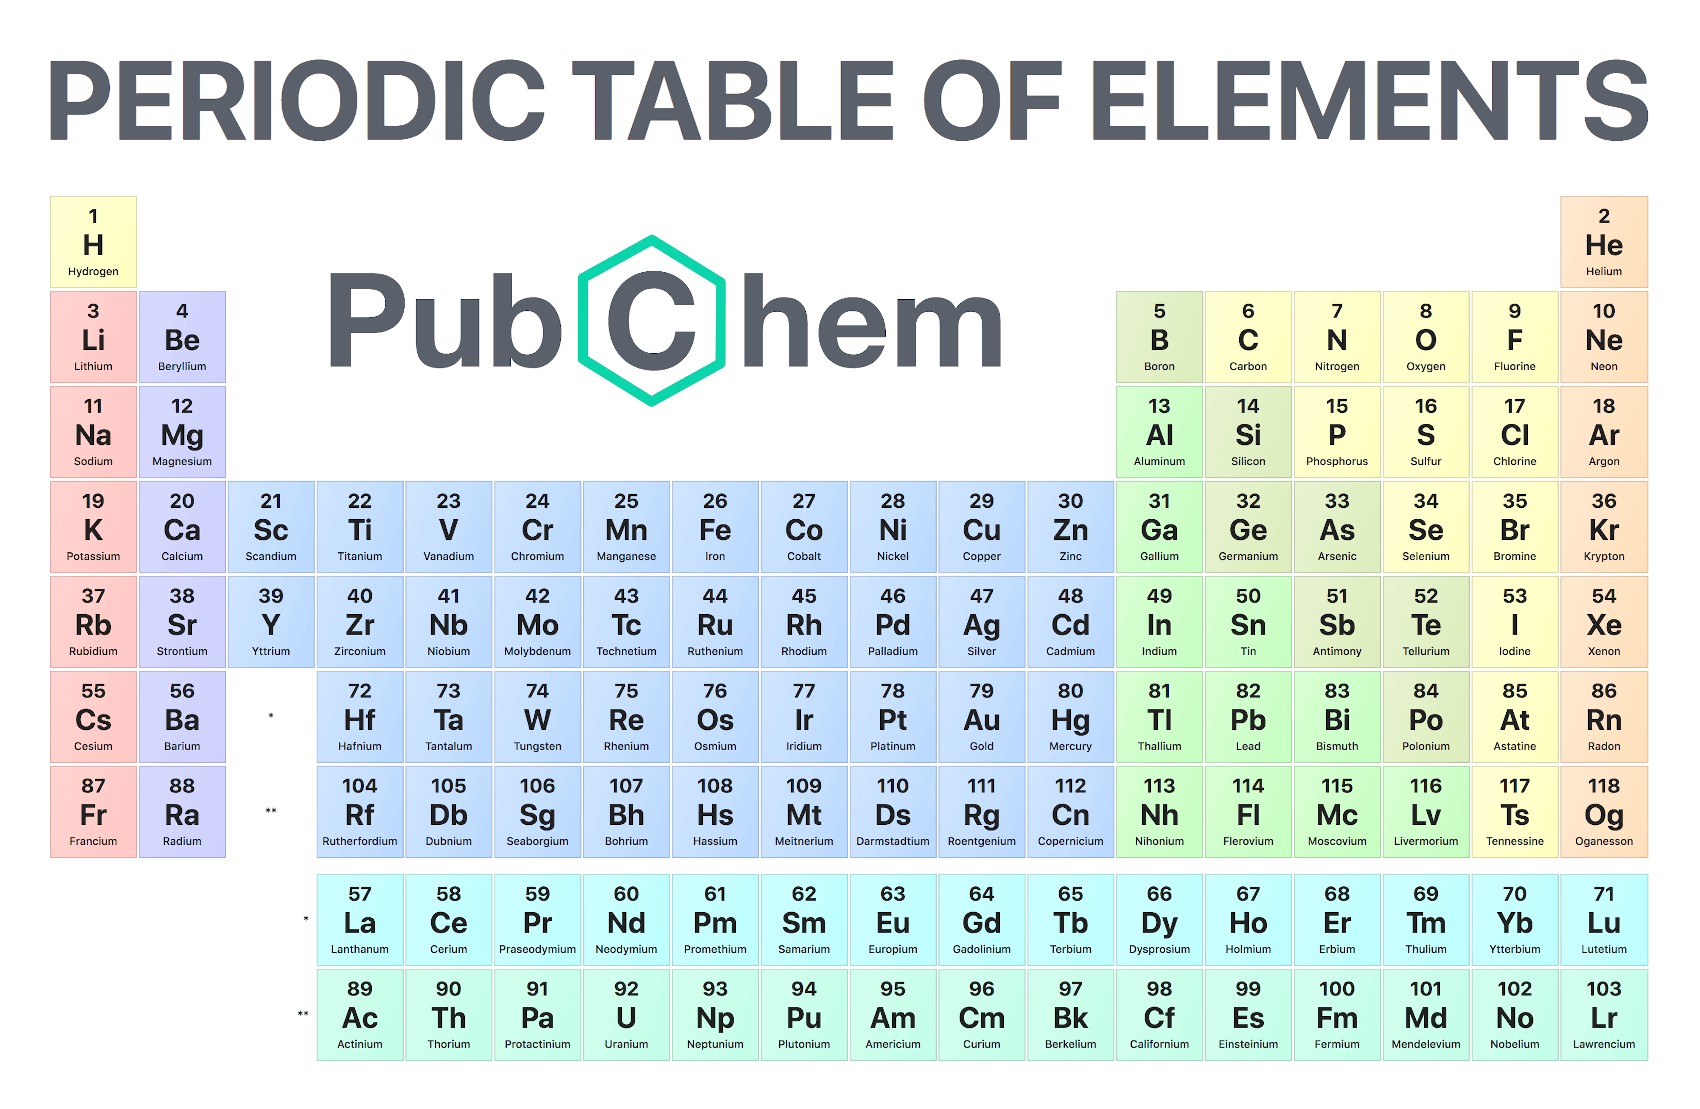 PERIODIC TABLE OF ELEMENTS
1 2
H He
Hydrogen Helium
PubChem
3 4 5 6 7 8 9 10
Li Be B C N O F Ne
Lithium Beryllium Boron Carbon Nitrogen Oxygen Fluorine Neon
11 12 13 14 15 16 17 18
Na Mg Al Si P S Cl Ar
Sodium Magnesium Aluminum Silicon Phosphorus Sulfur Chlorine Argon
19 20 21 22 23 24 25 26 27 28 29 30 31 32 33 34 35 36
K Ca Sc Ti V Cr Mn Fe Co Ni Cu Zn Ga Ge As Se Br Kr
Potassium Calcium Scandium Titanium Vanadium Chromium Manganese Iron Cobalt Nickel Copper Zinc Gallium Germanium Arsenic Selenium Bromine Krypton
37 38 39 40 41 42 43 44 45 46 47 48 49 50 51 52 53 54
Rb Sr Y Zr Nb Mo Tc Ru Rh Pd Ag Cd In Sn Sb Te I Xe
Rubidium Strontium Yttrium Zirconium Niobium Molybdenum Technetium Ruthenium Rhodium Palladium Silver Cadmium Indium Tin Antimony Tellurium Iodine Xenon
55 56 72 73 74 75 76 77 78 79 80 81 82 83 84 85 86
Cs Ba * Hf Ta W Re Os Ir Pt Au Hg Tl Pb Bi Po At Rn
Cesium Barium Hafnium Tantalum Tungsten Rhenium Osmium Iridium Platinum Gold Mercury Thallium Lead Bismuth Polonium Astatine Radon
87 88 104 105 106 107 108 109 110 111 112 113 114 115 116 117 118
Fr Ra ** Rf Db Sg Bh Hs Mt Ds Rg Cn Nh Fl Mc Lv Ts Og
Francium Radium Rutherfordium Dubnium Seaborgium Bohrium Hassium Meitnerium Darmstadtium Roentgenium Copernicium Nihonium Flerovium Moscovium Livermorium Tennessine Oganesson
57 58 59 60 61 62 63 64 65 66 67 68 69 70 71
* La Ce Pr Nd Pm Sm Eu Gd Tb Dy Ho Er Tm Yb Lu
Lanthanum Cerium Praseodymium Neodymium Promethium Samarium Europium Gadolinium Terbium Dysprosium Holmium Erbium Thulium Ytterbium Lutetium
89 90 91 92 93 94 95 96 97 98 99 100 101 102 103
** Ac Th Pa U Np Pu Am Cm Bk Cf Es Fm Md No Lr
Actinium Thorium Protactinium Uranium Neptunium Plutonium Americium Curium Berkelium Californium Einsteinium Fermium Mendelevium Nobelium Lawrencium